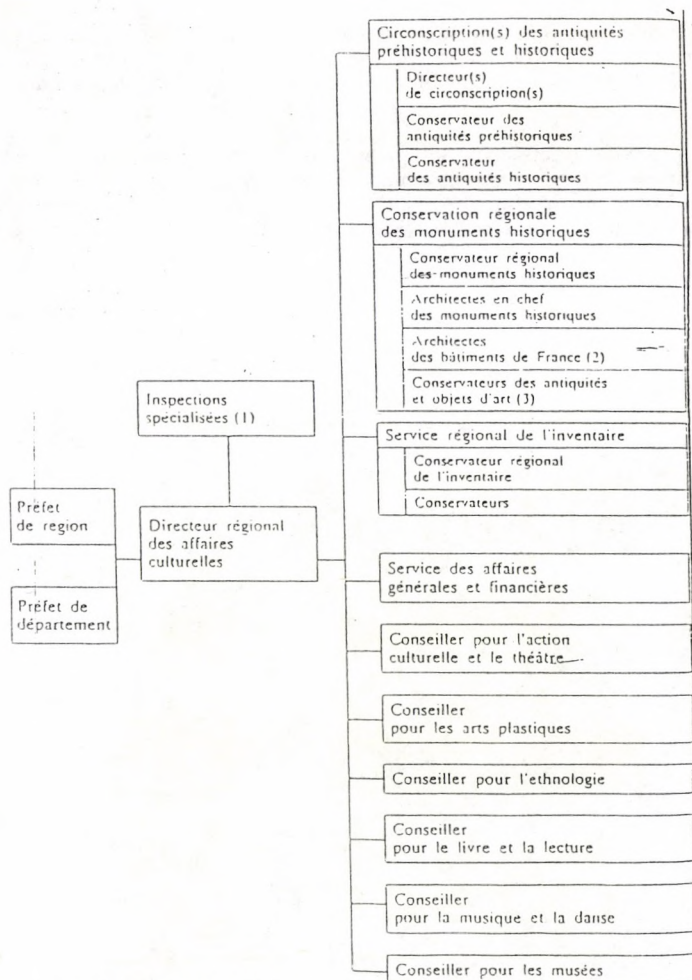 Circonscription(s) des antiquités
préhistoriques et historiques
Directeur(s)
de circonscription(s)
Conservateur des
antiquités préhistoriques
Conservateur
des antiquités historiques
Conservation régionale
des monuments historiques
Conservateur régional
des monuments historiques
Architectes en chef
des monuments historiques
Architectes
des bâtiments de France (2)
Conservateurs des antiquités
et objets d'art (3)
Inspections
spécialisées (1)
Service régional de l'inventaire
Conservateur régional
de l'inventaire
Conservateurs
Préfet
de region
Directeur régional
des affaires
culturelles
Préfet de
département
Service des affaires
générales et financières
Conseiller pour l'action
culturelle et le théâtre
Conseiller
pour les arts plastiques
Conseiller pour l'ethnologie
Conseiller
pour le livre et la lecture
Conseiller
pour la musique et la danse
Conseiller pour les musées